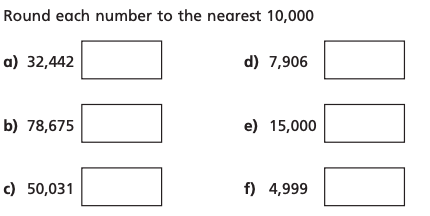 Round each number to the nearest 10,000
a) 32,442
d) 7,906
b) 78,675
e) 15,000
c) 50,031
f) 4,999